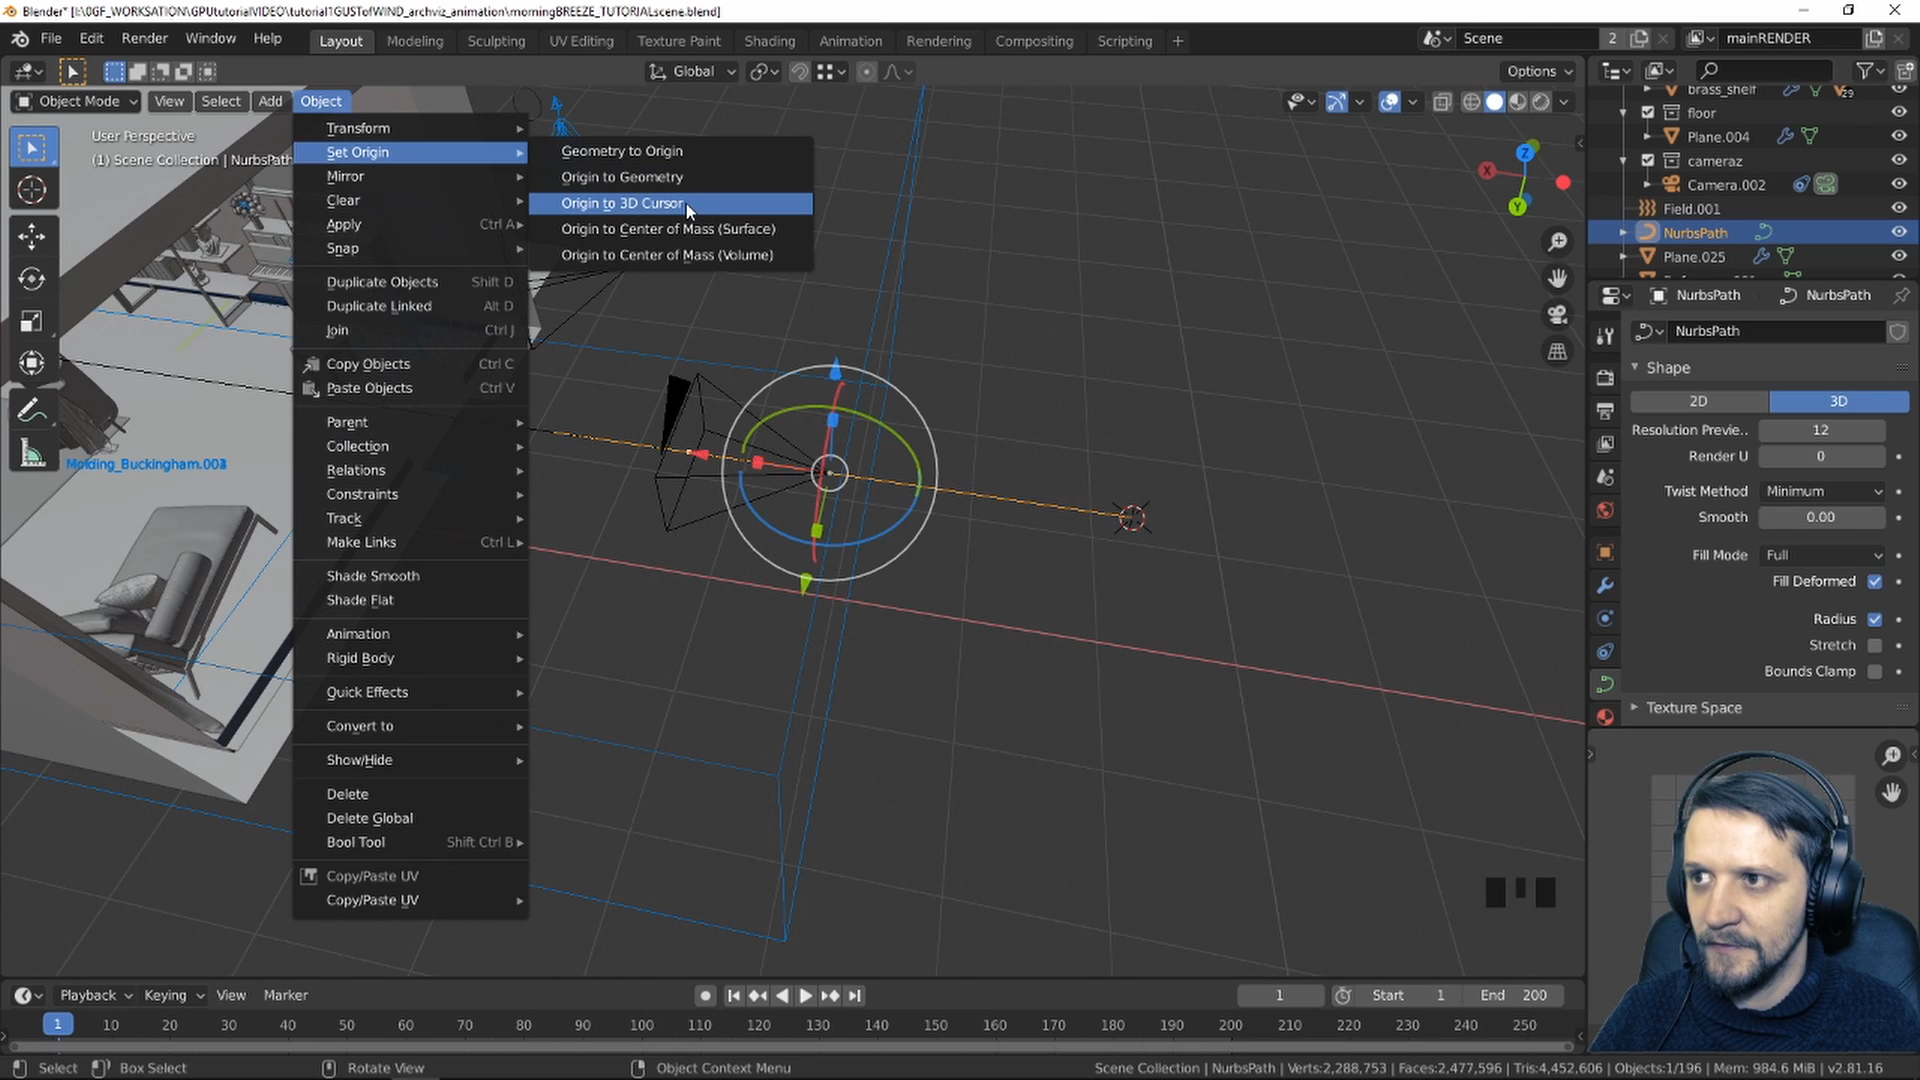 Blender* [I:\0GF_WORKSATION\GPUtutorialVIDEO\tutorial1GUSTofWIND_archviz_animation\morningBREEZE_TUTORIALscene.blend]
File Edit Render Window Help Layout Modeling Sculpting UV Editing Texture Paint Shading Animation Rendering Compositing Scripting + Scene 2 mainRENDER
Global Options
Object Mode View Select Add Object
User Perspective
(1) Scene Collection | NurbsPath
Transform
Set Origin
Mirror
Clear
Apply Ctrl A
Snap
Duplicate Objects Shift D
Duplicate Linked Alt D
Join Ctrl J
Copy Objects Ctrl C
Paste Objects Ctrl V
Parent
Collection
Relations
Constraints
Track
Make Links Ctrl L
Shade Smooth
Shade Flat
Animation
Rigid Body
Quick Effects
Convert to
Show/Hide
Delete
Delete Global
Bool Tool Shift Ctrl B
Copy/Paste UV
Copy/Paste UV
Geometry to Origin
Origin to Geometry
Origin to 3D Cursor
Origin to Center of Mass (Surface)
Origin to Center of Mass (Volume)
Z
X
Y
brass_shelf 29
floor
Plane.004
cameraz
Camera.002
Field.001
NurbsPath
Plane.025
NurbsPath NurbsPath
NurbsPath
Shape
2D 3D
Resolution Previe.. 12
Render U 0
Twist Method Minimum
Smooth 0.00
Fill Mode Full
Fill Deformed
Radius
Stretch
Bounds Clamp
Texture Space
Playback Keying View Marker 1 Start 1 End 200
1 10 20 30 40 50 60 70 80 90 100 110 120 130 140 150 160 170 180 190 200 210 220 230 240 250
Select Box Select Rotate View Object Context Menu Scene Collection | NurbsPath | Verts:2,288,753 | Faces:2,477,596 | Tris:4,452,606 | Objects:1/196 | Mem: 984.6 MiB | v2.81.16